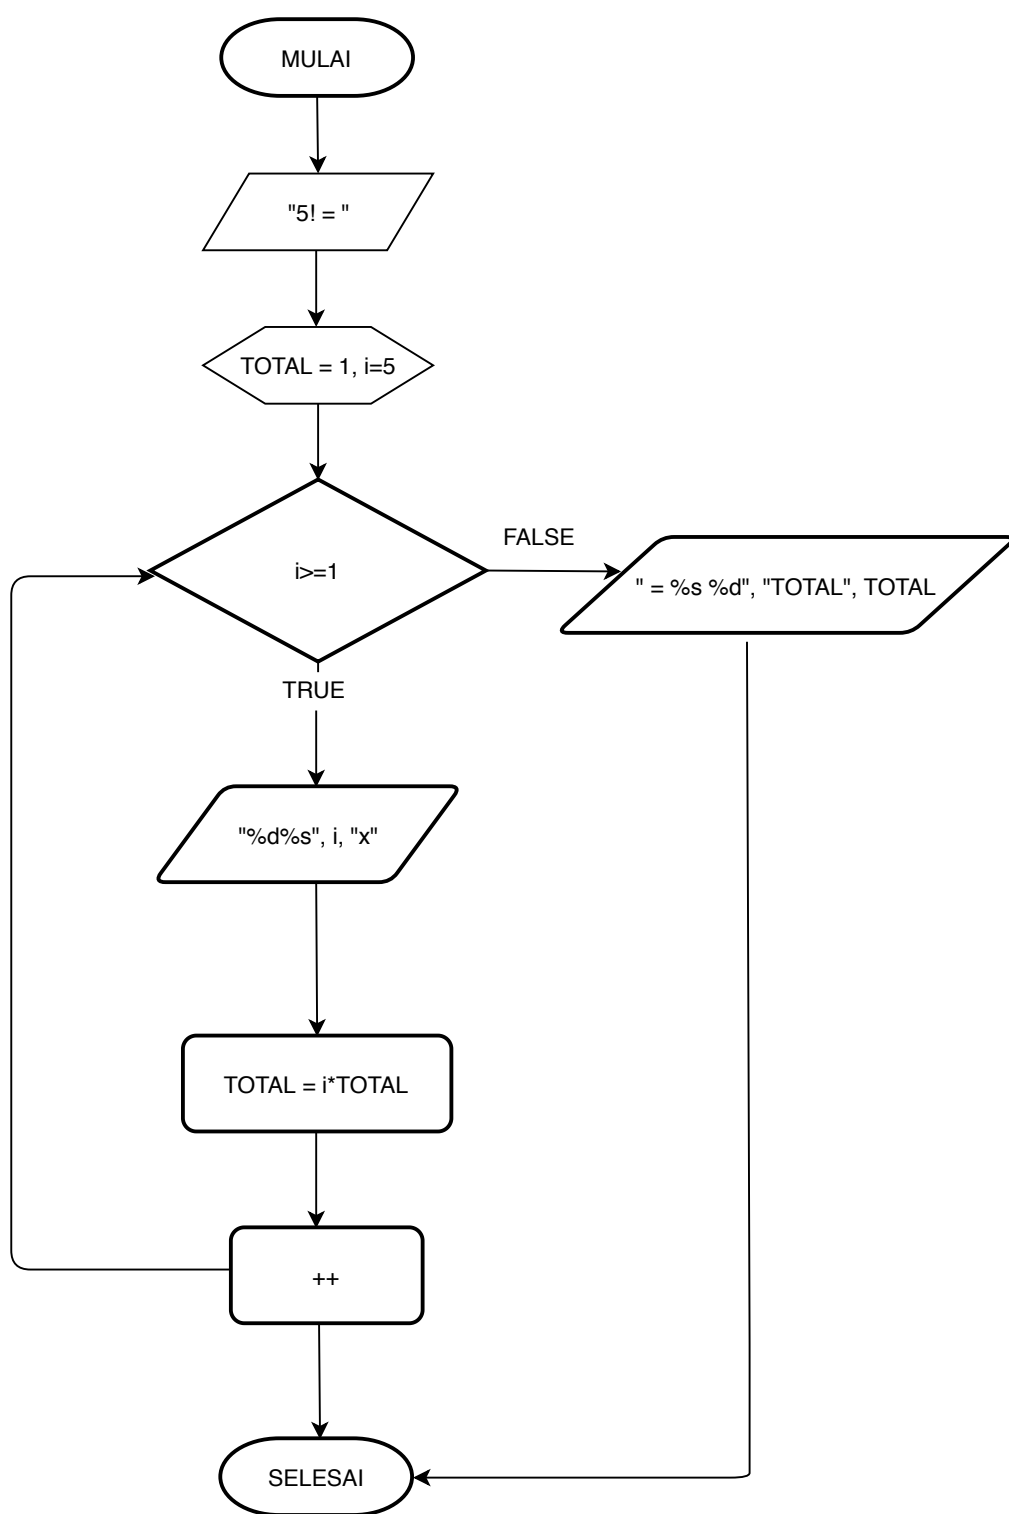 MULAI
"5! = "
TOTAL = 1, i=5
i>=1
FALSE
" = %s %d", "TOTAL", TOTAL
TRUE
"%d%s", i, "x"
TOTAL = i*TOTAL
++
SELESAI